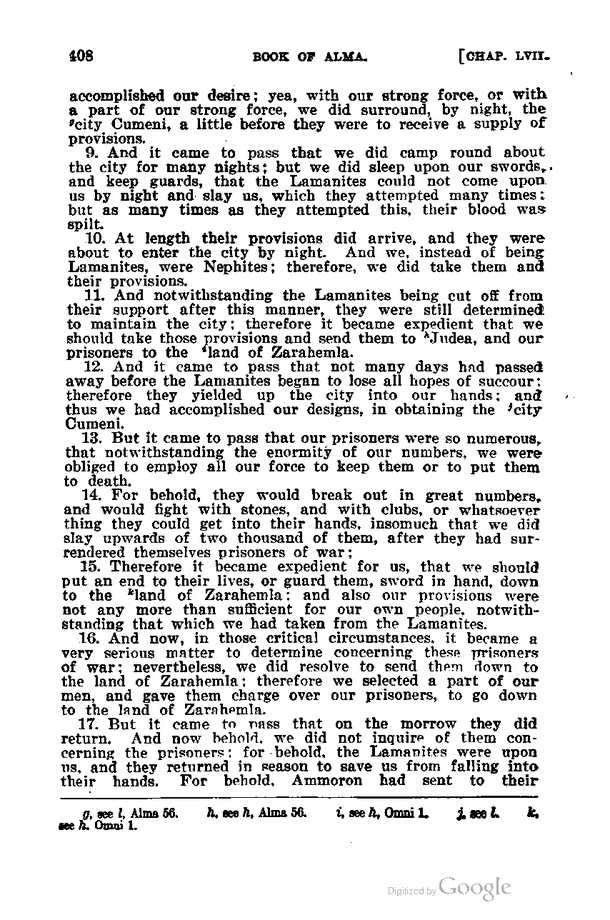 408 BOOK OF ALMA. [CHAP. LVII.
accomplished our desire; yea, with our strong force, or with
a part of our strong force, we did surround, by night, the
ᵍcity Cumeni, a little before they were to receive a supply of
provisions.
9. And it came to pass that we did camp round about
the city for many nights; but we did sleep upon our swords,
and keep guards, that the Lamanites could not come upon
us by night and slay us, which they attempted many times;
but as many times as they attempted this, their blood was
spilt.
10. At length their provisions did arrive, and they were
about to enter the city by night. And we, instead of being
Lamanites, were Nephites; therefore, we did take them and
their provisions.
11. And notwithstanding the Lamanites being cut off from
their support after this manner, they were still determined
to maintain the city; therefore it became expedient that we
should take those provisions and send them to ʰJudea, and our
prisoners to the ⁱland of Zarahemla.
12. And it came to pass that not many days had passed
away before the Lamanites began to lose all hopes of succour;
therefore they yielded up the city into our hands; and
thus we had accomplished our designs, in obtaining the ʲcity
Cumeni.
13. But it came to pass that our prisoners were so numerous,
that notwithstanding the enormity of our numbers, we were
obliged to employ all our force to keep them or to put them
to death.
14. For behold, they would break out in great numbers,
and would fight with stones, and with clubs, or whatsoever
thing they could get into their hands, insomuch that we did
slay upwards of two thousand of them, after they had sur-
rendered themselves prisoners of war;
15. Therefore it became expedient for us, that we should
put an end to their lives, or guard them, sword in hand, down
to the ᵏland of Zarahemla; and also our provisions were
not any more than sufficient for our own people, notwith-
standing that which we had taken from the Lamanites.
16. And now, in those critical circumstances, it became a
very serious matter to determine concerning these prisoners
of war; nevertheless, we did resolve to send them down to
the land of Zarahemla; therefore we selected a part of our
men, and gave them charge over our prisoners, to go down
to the land of Zarahemla.
17. But it came to pass that on the morrow they did
return. And now behold, we did not inquire of them con-
cerning the prisoners; for behold, the Lamanites were upon
us, and they returned in season to save us from falling into
their hands. For behold, Ammoron had sent to their
g, see l, Alma 56. h, see h, Alma 56. i, see h, Omni 1. j, see l. k,
see h. Omni 1.
Digitized by Google